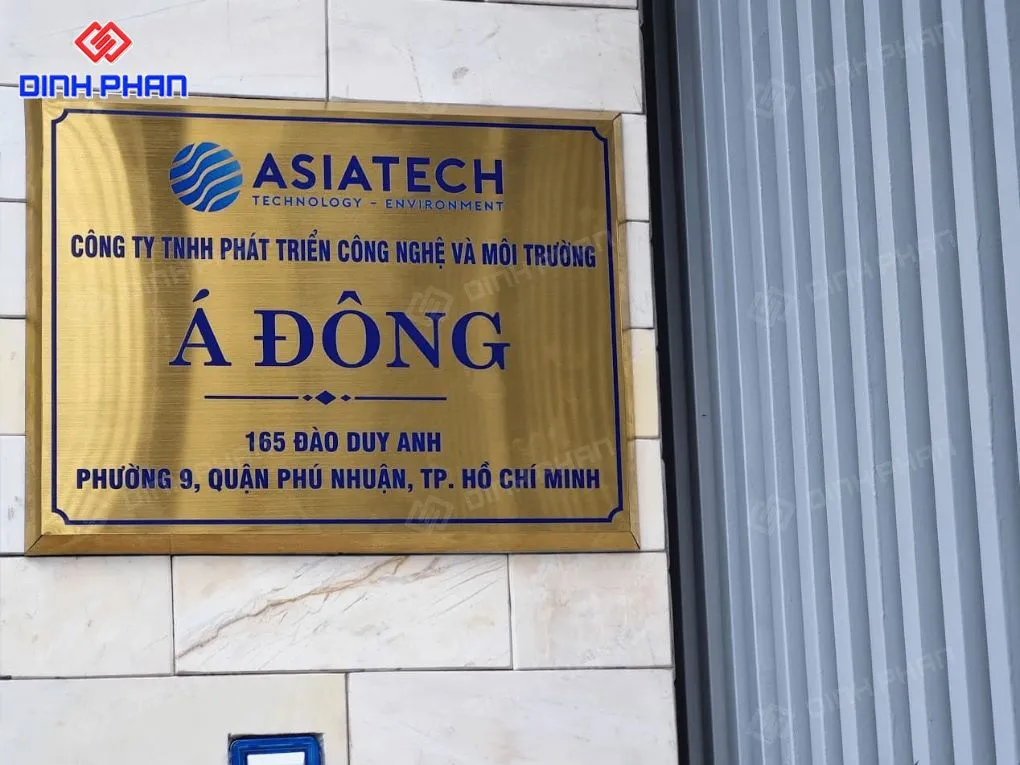 DINH PHAN
ASIATECH
TECHNOLOGY - ENVIRONMENT
CÔNG TY TNHH PHÁT TRIỂN CÔNG NGHỆ VÀ MÔI TRƯỜNG
Á ĐÔNG
165 ĐÀO DUY ANH
PHƯỜNG 9, QUẬN PHÚ NHUẬN, TP. HỒ CHÍ MINH